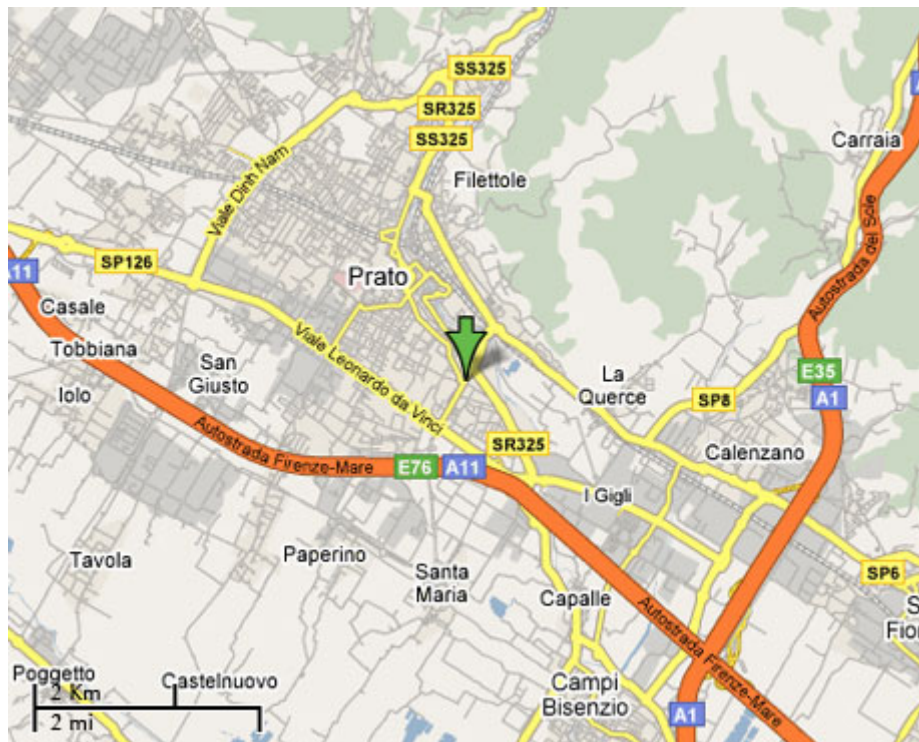 SS325
SR325
SS325
Carraia
Filettole
Viale Dinh Nam
Autostrada del Sole
SP126
A11
Prato
Casale
Tobbiana
Iolo
San
Giusto
Viale Leonardo da Vinci
La
Querce
E35
A1
SP8
SR325
Calenzano
Autostrada Firenze-Mare
E76
A11
I Gigli
Tavola
Paperino
Santa
Maria
Capalle
SP6
Autostrada Firenze-Mare
Poggetto
Castelnuovo
Campi
Bisenzio
A1
2 Km
2 mi